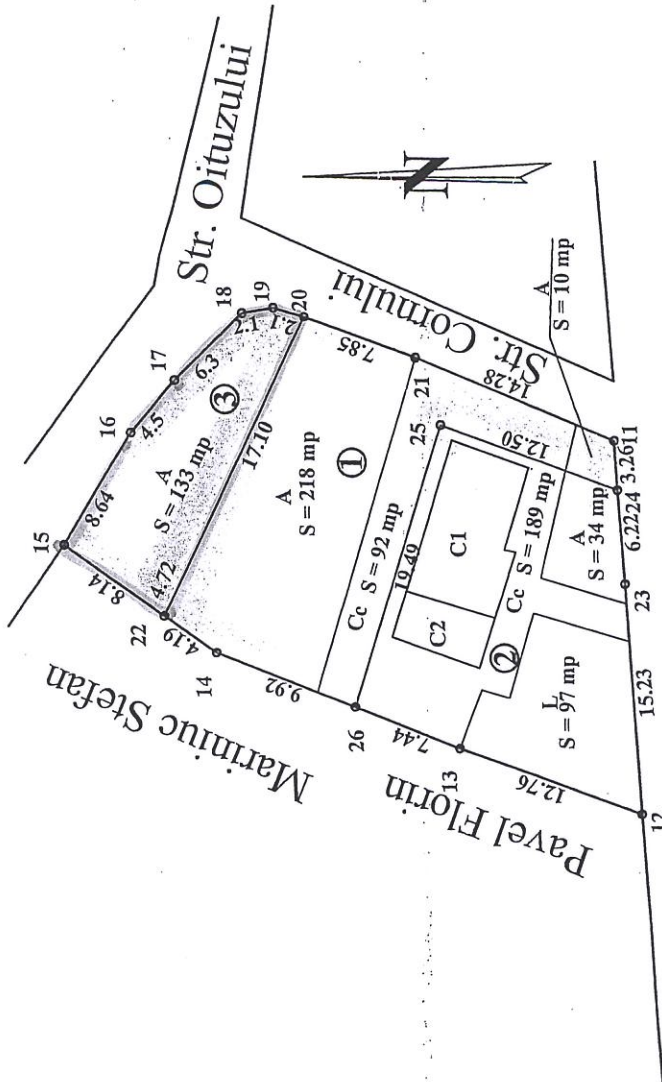 Str. Oituzului
Str. Cornului
N
A
S = 10 mp
15
8.64
16
4.5
17
6.3
18
1.7
19
2.1
20
3
A
S = 133 mp
8.14
22
4.72
17.10
4.19
14
7.85
1
A
S = 218 mp
21
14.28
25
12.50
9.92
Cc S = 92 mp
19.49
26
C1
C2
Cc S = 189 mp
2
7.44
13
A
S = 34 mp
11
3.26
24
6.22
23
L
S = 97 mp
12.76
15.23
12
Mariniuc Stefan
Pavel Florin